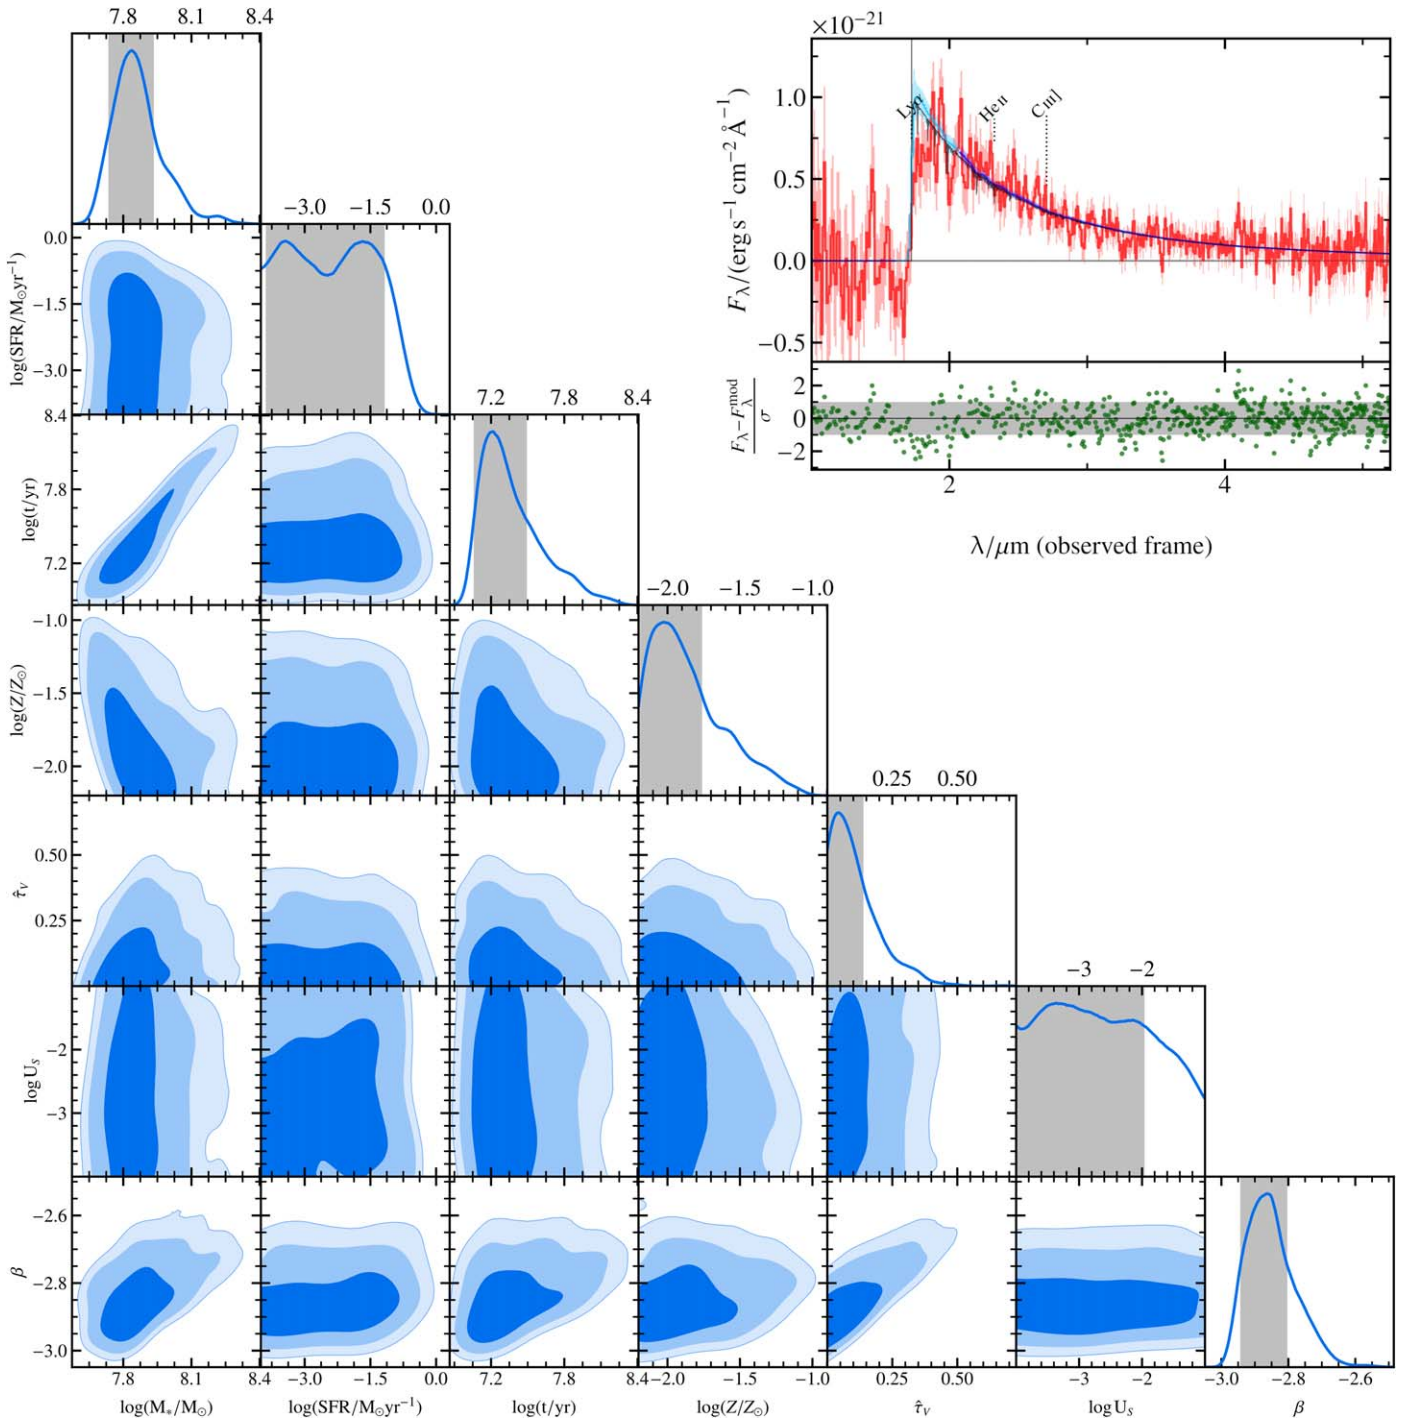 7.8 8.1 8.4
×10−21
1.0
0.5
0.0
−0.5
Fλ/(erg s−1 cm−2 Å−1)
Lyα
He II
C III]
2
0
−2
Fλ−Fλmod
σ
2 4
λ/μm (observed frame)
−3.0 −1.5 0.0
0.0
−1.5
−3.0
log(SFR/M⊙yr−1)
7.2 7.8 8.4
8.4
7.8
7.2
log(t/yr)
−2.0 −1.5 −1.0
−1.0
−1.5
−2.0
log(Z/Z⊙)
0.25 0.50
0.50
0.25
τ̂V
−3 −2
−2
−3
log US
−2.6
−2.8
−3.0
β
7.8 8.1 8.4
−3.0 −1.5 0.0
7.2 7.8 8.4
−2.0 −1.5 −1.0
0.25 0.50
−3 −2
−3.0 −2.8 −2.6
log(M*/M⊙) log(SFR/M⊙yr−1) log(t/yr) log(Z/Z⊙) τ̂V log US β